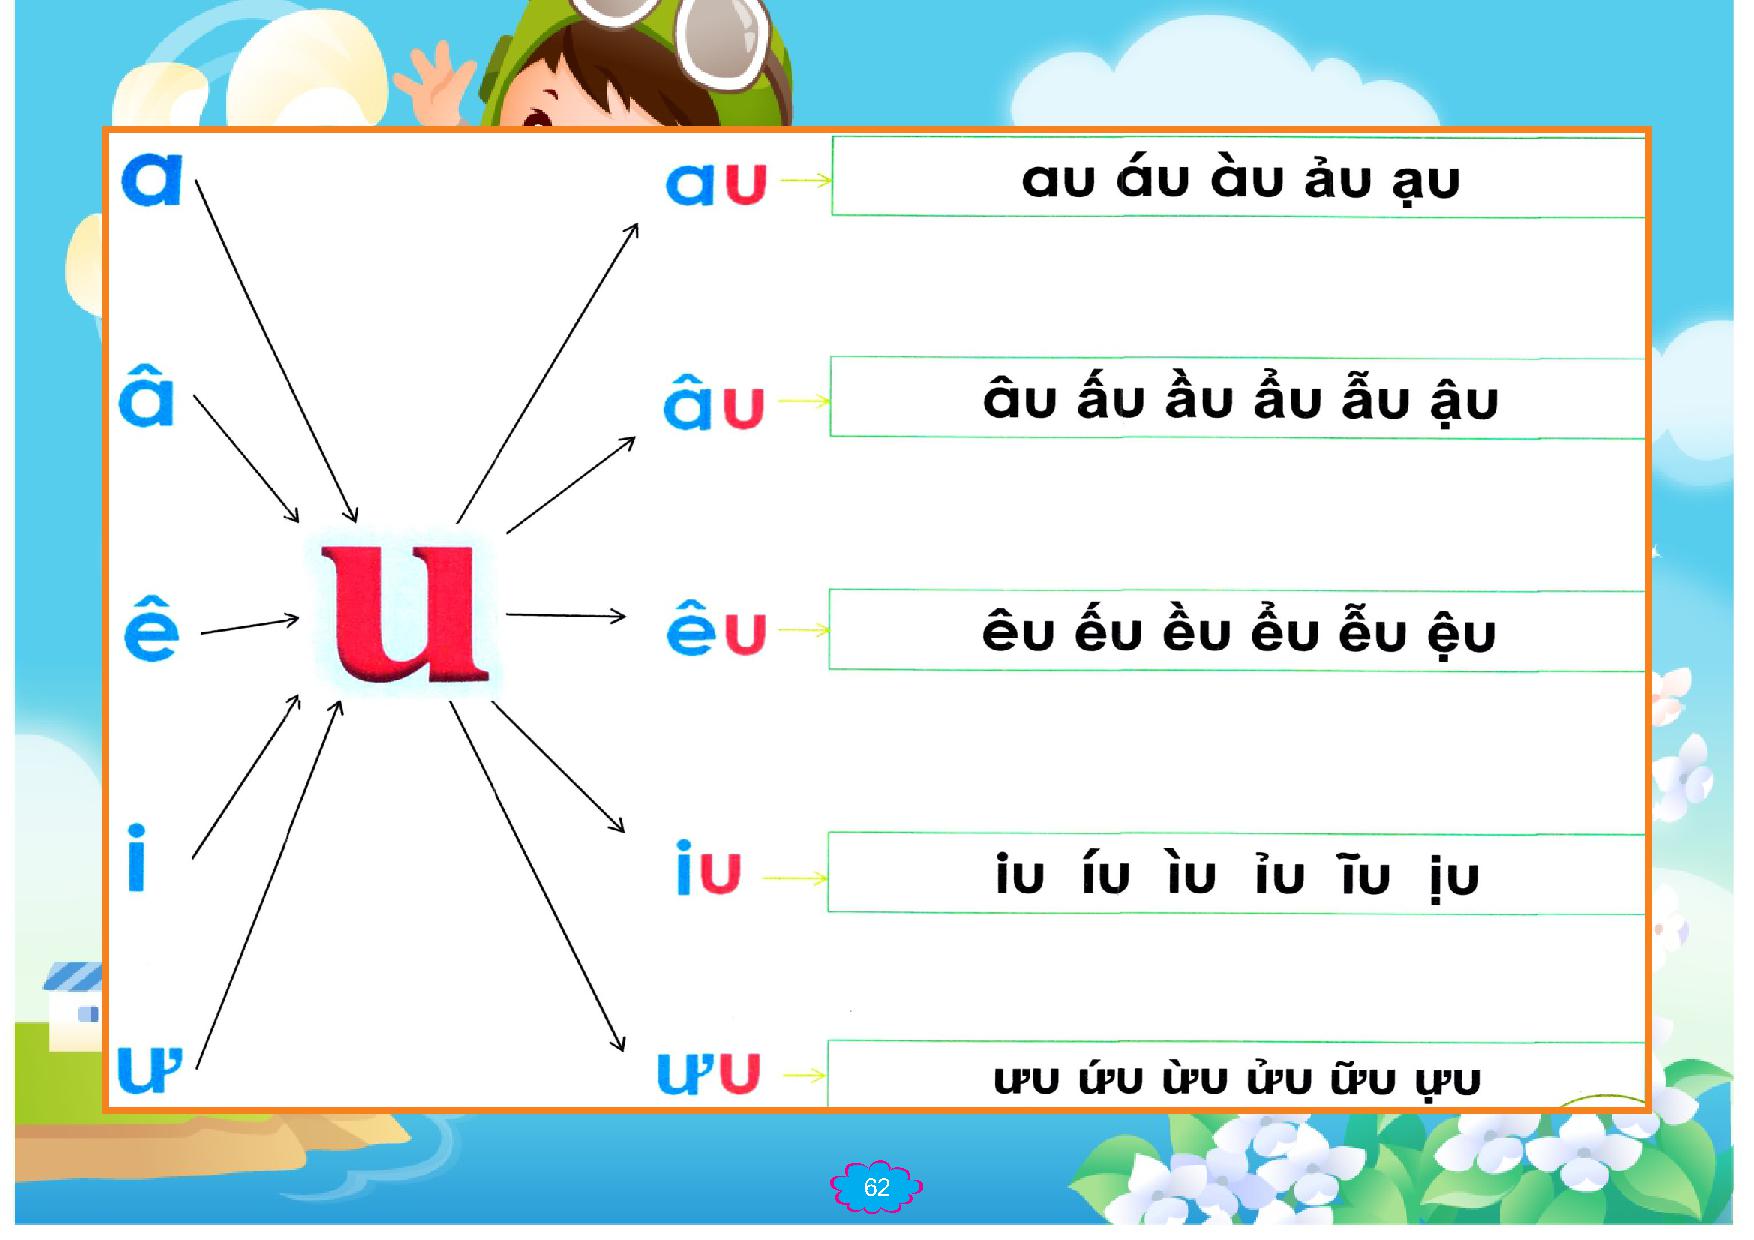 a au au áu àu ảu ạu
â âu âu ấu ầu ẩu ẫu ậu
u
ê êu êu ếu ều ểu ễu ệu
i iu iu íu ìu ỉu ĩu ịu
ư ưu ưu ứu ừu ửu ữu ựu
62